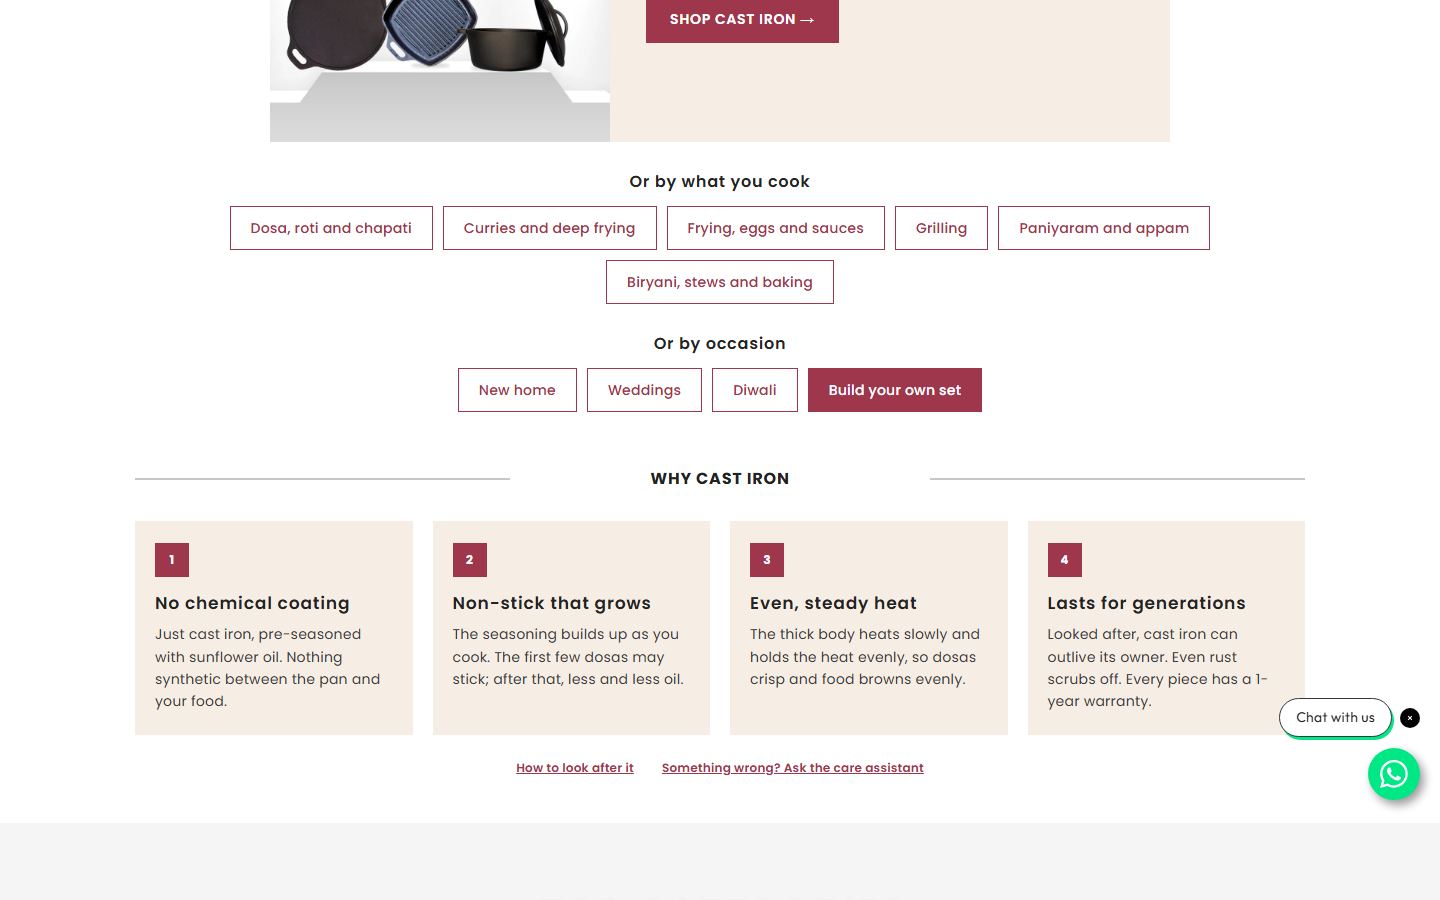 SHOP CAST IRON →
Or by what you cook
Dosa, roti and chapati
Curries and deep frying
Frying, eggs and sauces
Grilling
Paniyaram and appam
Biryani, stews and baking
Or by occasion
New home
Weddings
Diwali
Build your own set
WHY CAST IRON
1
No chemical coating
Just cast iron, pre-seasoned
with sunflower oil. Nothing
synthetic between the pan and
your food.
2
Non-stick that grows
The seasoning builds up as you
cook. The first few dosas may
stick; after that, less and less oil.
3
Even, steady heat
The thick body heats slowly and
holds the heat evenly, so dosas
crisp and food browns evenly.
4
Lasts for generations
Looked after, cast iron can
outlive its owner. Even rust
scrubs off. Every piece has a 1-
year warranty.
Chat with us
×
How to look after it
Something wrong? Ask the care assistant